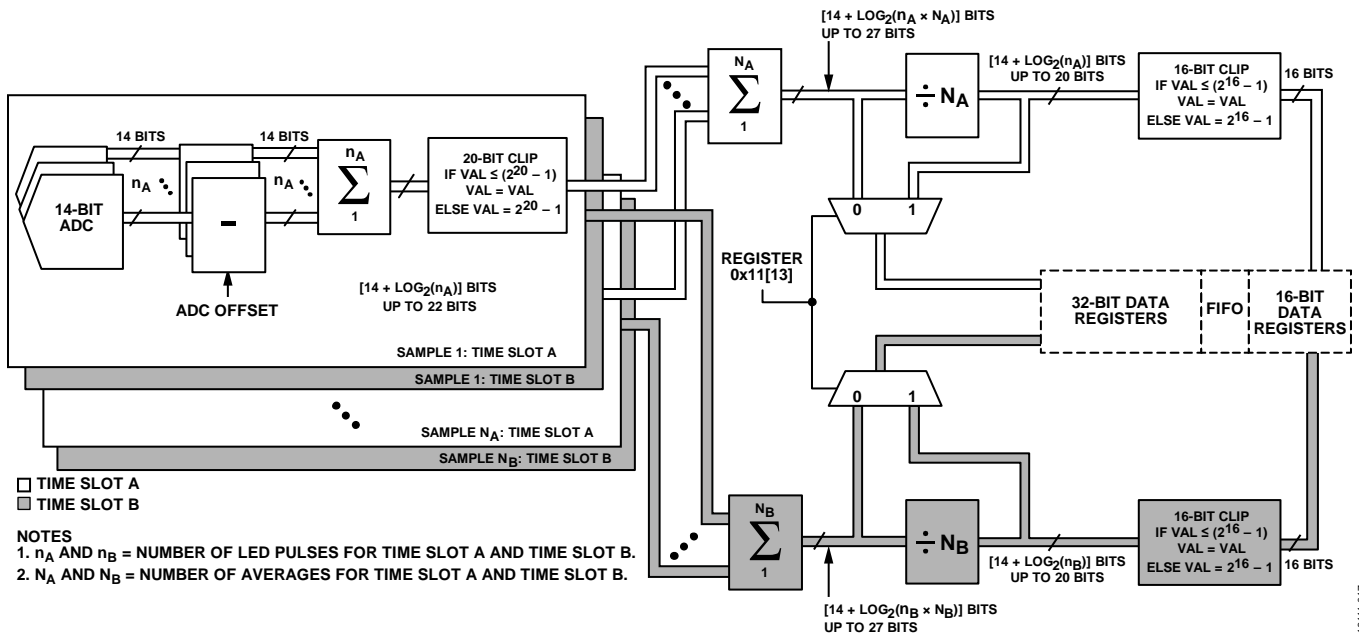 [14 + LOG2(nA × NA)] BITS
UP TO 27 BITS
NA
Σ
1
÷ NA
[14 + LOG2(nA)] BITS
UP TO 20 BITS
16-BIT CLIP
IF VAL ≤ (2^16 – 1)
VAL = VAL
ELSE VAL = 2^16 – 1
16 BITS
14 BITS
14 BITS
nA
nA
14-BIT
ADC
–
ADC OFFSET
nA
Σ
1
20-BIT CLIP
IF VAL ≤ (2^20 – 1)
VAL = VAL
ELSE VAL = 2^20 – 1
[14 + LOG2(nA)] BITS
UP TO 22 BITS
SAMPLE 1: TIME SLOT A
SAMPLE 1: TIME SLOT B
SAMPLE NA: TIME SLOT A
SAMPLE NB: TIME SLOT B
0 1
REGISTER
0x11[13]
32-BIT DATA
REGISTERS
FIFO
16-BIT
DATA
REGISTERS
0 1
TIME SLOT A
TIME SLOT B
NOTES
1. nA AND nB = NUMBER OF LED PULSES FOR TIME SLOT A AND TIME SLOT B.
2. NA AND NB = NUMBER OF AVERAGES FOR TIME SLOT A AND TIME SLOT B.
NB
Σ
1
÷ NB
[14 + LOG2(nB × NB)] BITS
UP TO 27 BITS
[14 + LOG2(nB)] BITS
UP TO 20 BITS
16-BIT CLIP
IF VAL ≤ (2^16 – 1)
VAL = VAL
ELSE VAL = 2^16 – 1
16 BITS